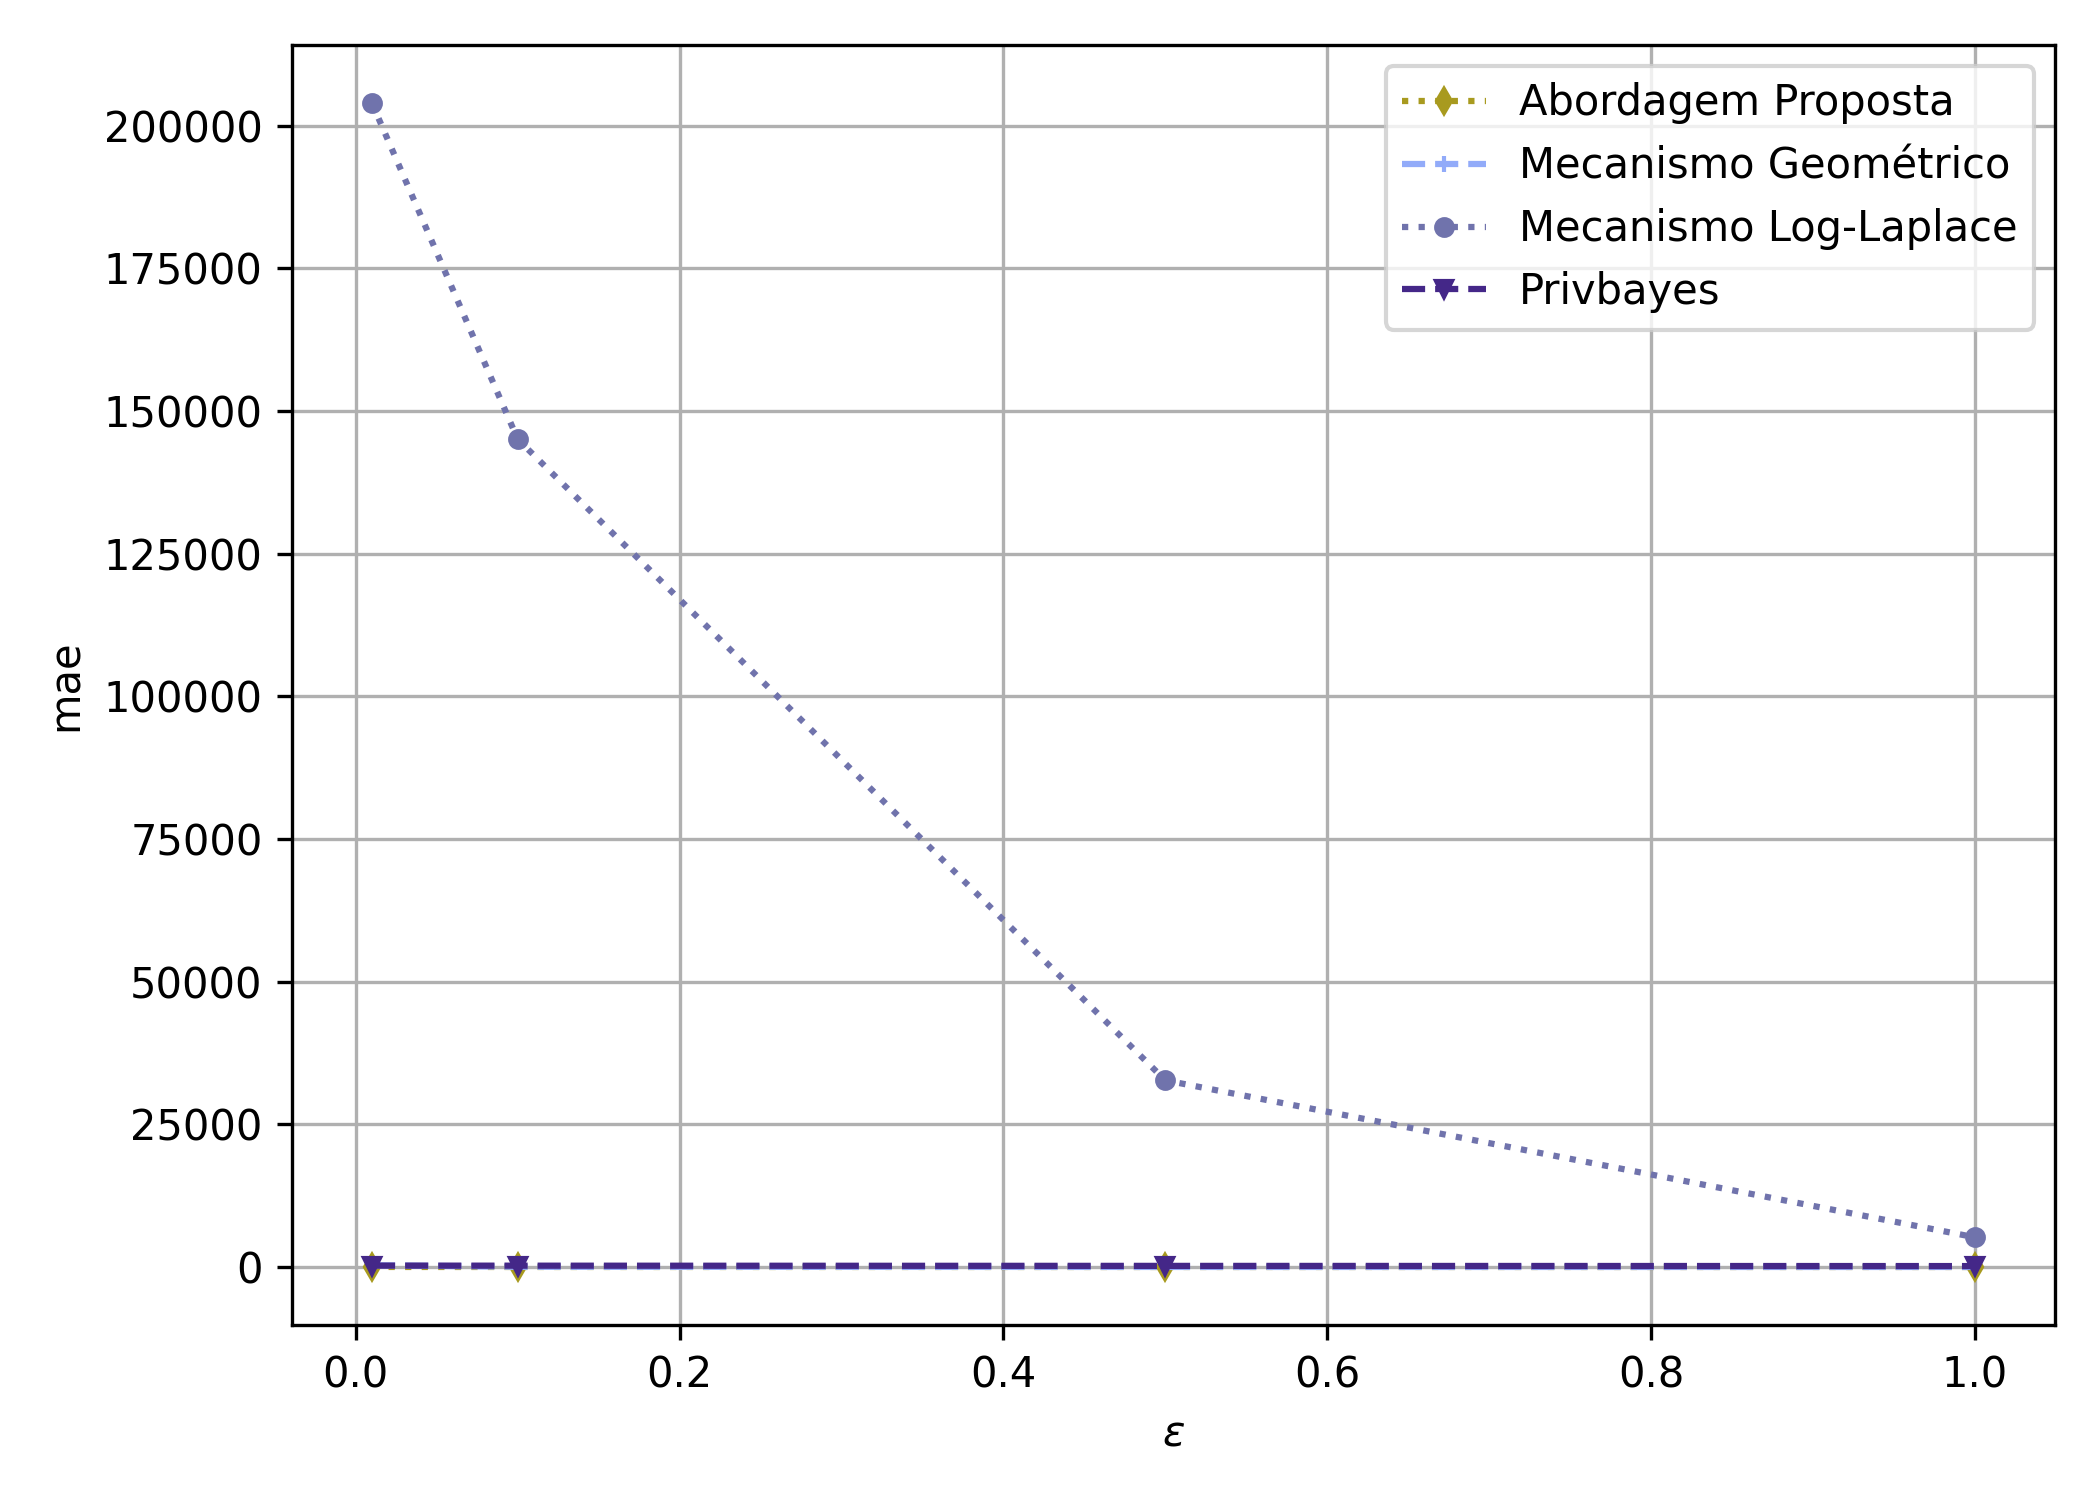 200000
175000
150000
125000
100000
75000
50000
25000
0
mae
Abordagem Proposta
Mecanismo Geométrico
Mecanismo Log-Laplace
Privbayes
0.0 0.2 0.4 0.6 0.8 1.0
ε